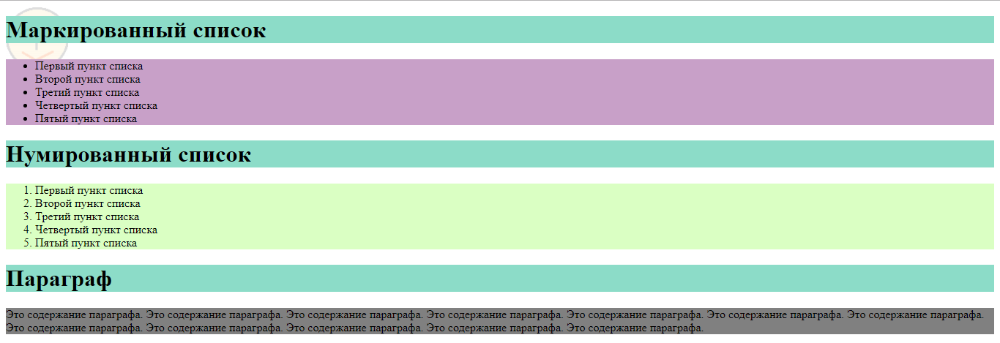 Маркированный список
• Первый пункт списка
• Второй пункт списка
• Третий пункт списка
• Четвертый пункт списка
• Пятый пункт списка
Нумированный список
1. Первый пункт списка
2. Второй пункт списка
3. Третий пункт списка
4. Четвертый пункт списка
5. Пятый пункт списка
Параграф
Это содержание параграфа. Это содержание параграфа. Это содержание параграфа. Это содержание параграфа. Это содержание параграфа. Это содержание параграфа. Это содержание параграфа.
Это содержание параграфа. Это содержание параграфа. Это содержание параграфа. Это содержание параграфа. Это содержание параграфа.